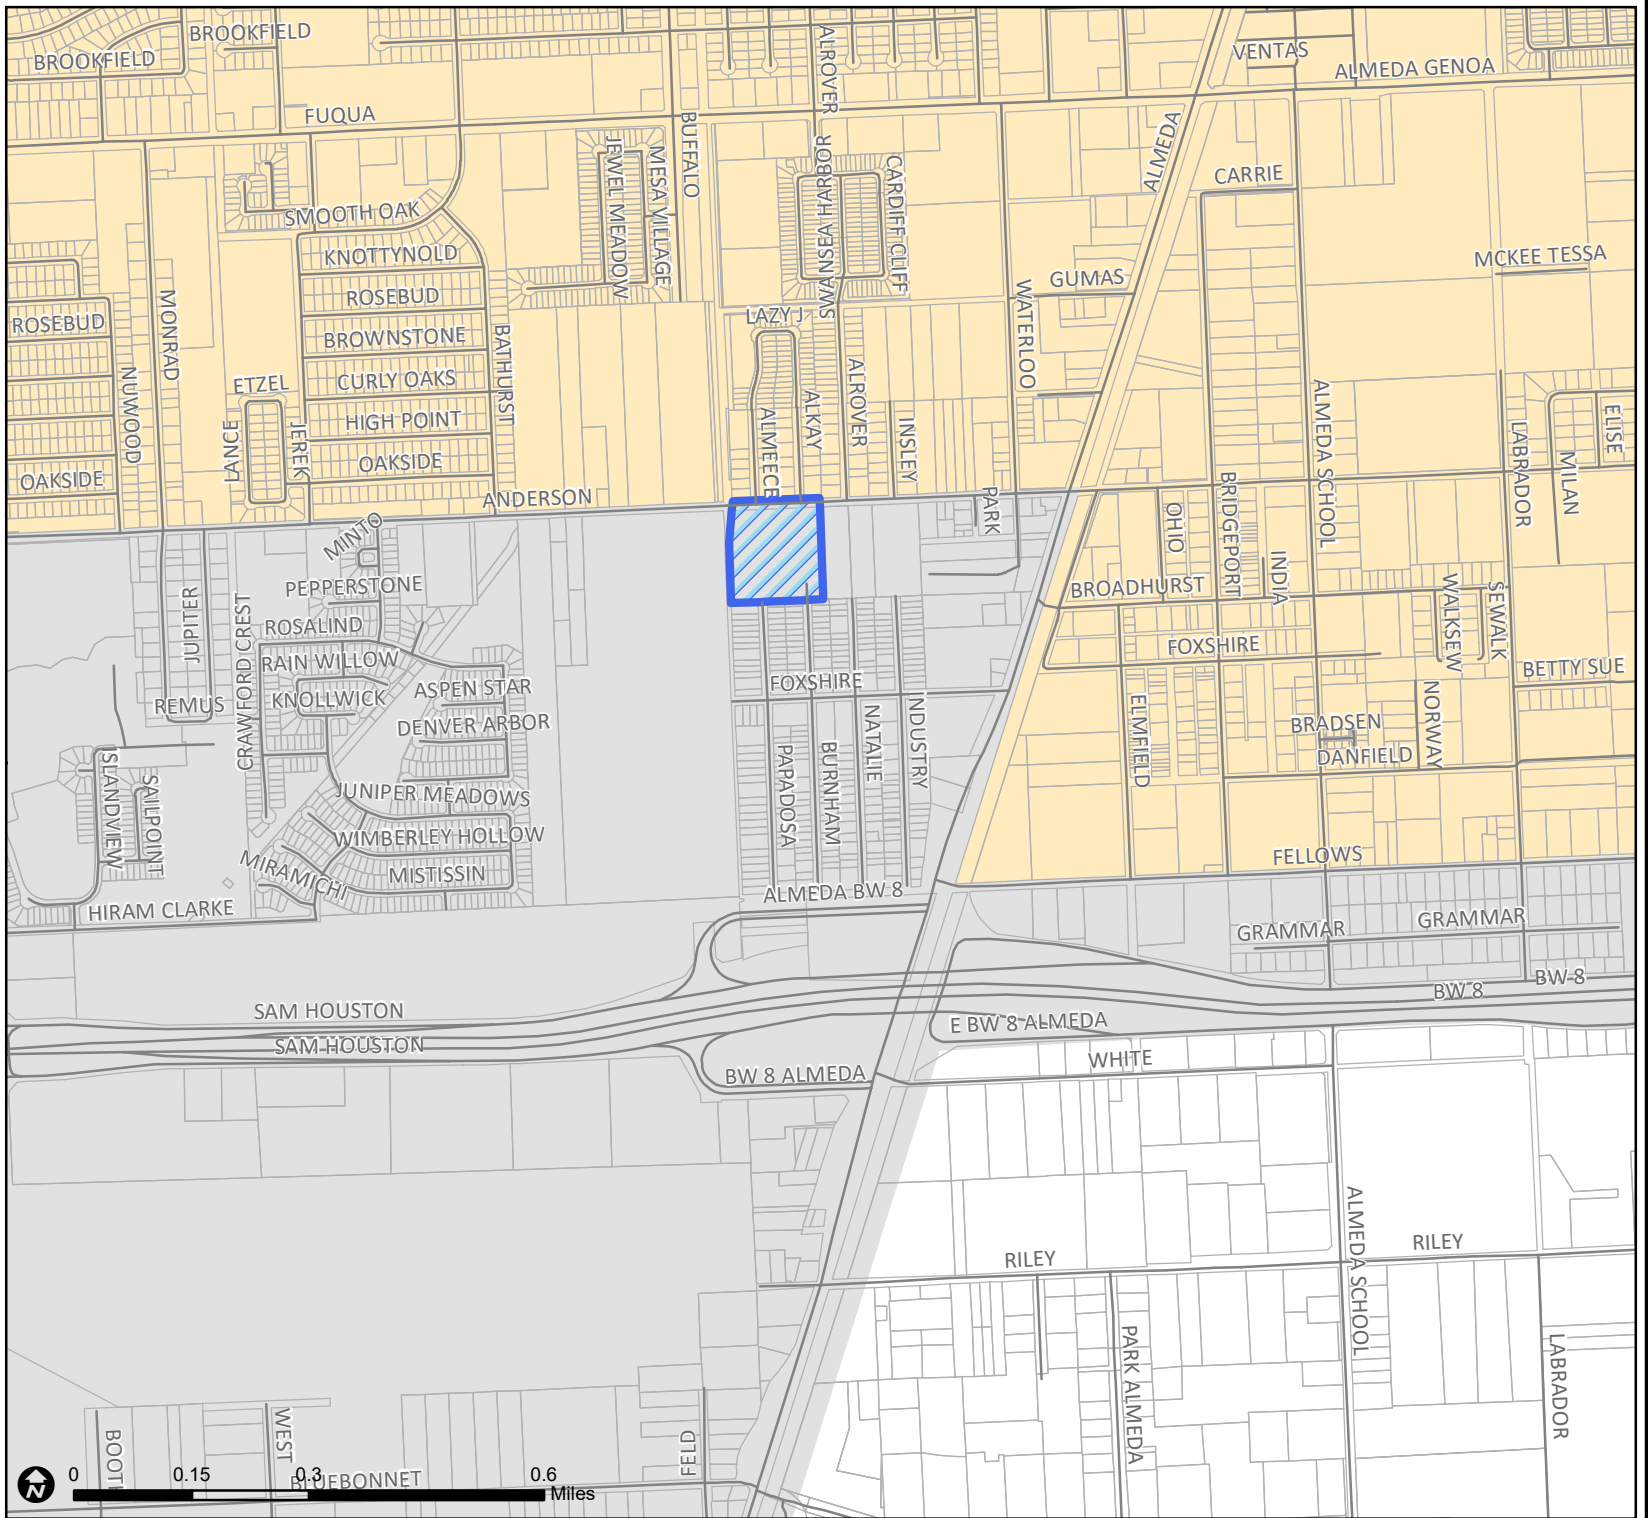 BROOKFIELD
BROOKFIELD
ALROVER
VENTAS
ALMEDA GENOA
FUQUA
BUFFALO
ALMEDA
JEWEL MEADOW
MESA VILLAGE
SWANSEA HARBOR
CARDIFF CLIFF
CARRIE
SMOOTH OAK
KNOTTYNOLD
MCKEE TESSA
GUMAS
ROSEBUD
ROSEBUD
MONRAD
WATERLOO
LAZY J
BROWNSTONE
BATHURST
NUWOOD
ETZEL
CURLY OAKS
ALROVER
ALKAY
ALMEECE
INSLEY
ALMEDA SCHOOL
LABRADOR
ELISE
MILAN
LANCE
JEREK
HIGH POINT
OAKSIDE
OAKSIDE
ANDERSON
PARK
BRIDGEPORT
OHIO
MINTO
PEPPERSTONE
BROADHURST
INDIA
WALKSEW
SEWALK
JUPITER
CRAWFORD CREST
ROSALIND
RAIN WILLOW
FOXSHIRE
BETTY SUE
KNOLLWICK
ASPEN STAR
FOXSHIRE
REMUS
DENVER ARBOR
NATALIE
INDUSTRY
ELMFIELD
BRADSEN
NORWAY
DANFIELD
ISLANDVIEW
SAILPOINT
PARADOSA
BURNHAM
JUNIPER MEADOWS
WIMBERLEY HOLLOW
MIRAMICHI
MISTISSIN
FELLOWS
ALMEDA BW 8
HIRAM CLARKE
GRAMMAR
GRAMMAR
BW 8
BW 8
SAM HOUSTON
E BW 8 ALMEDA
SAM HOUSTON
WHITE
BW 8 ALMEDA
ALMEDA SCHOOL
RILEY
RILEY
PARK ALMEDA
LABRADOR
WEST
BOOTH
FELD
BLUEBONNET
N
0 0.15 0.3 0.6
Miles